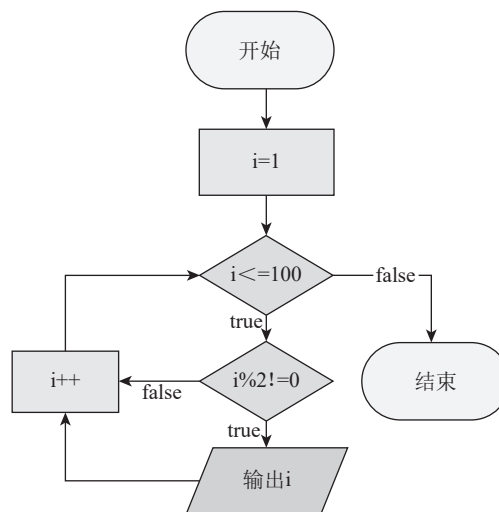 开始
i=1
i<=100
false
true
i++
false
i%2!=0
结束
true
输出i